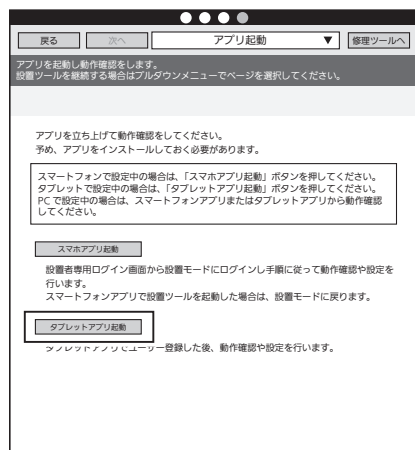 戻る 次へ アプリ起動 ▼ 修理ツールへ
アプリを起動し動作確認をします。
設置ツールを継続する場合はプルダウンメニューでページを選択してください。
アプリを立ち上げて動作確認をしてください。
予め、アプリをインストールしておく必要があります。
スマートフォンで設定中の場合は、「スマホアプリ起動」ボタンを押してください。
タブレットで設定中の場合は、「タブレットアプリ起動」ボタンを押してください。
PCで設定中の場合は、スマートフォンアプリまたはタブレットアプリから動作確認
してください。
スマホアプリ起動
設置者専用ログイン画面から設置モードにログインし手順に従って動作確認や設定を
行います。
スマートフォンアプリで設置ツールを起動した場合は、設置モードに戻ります。
タブレットアプリ起動
タブレットアプリでユーザー登録した後、動作確認や設定を行います。